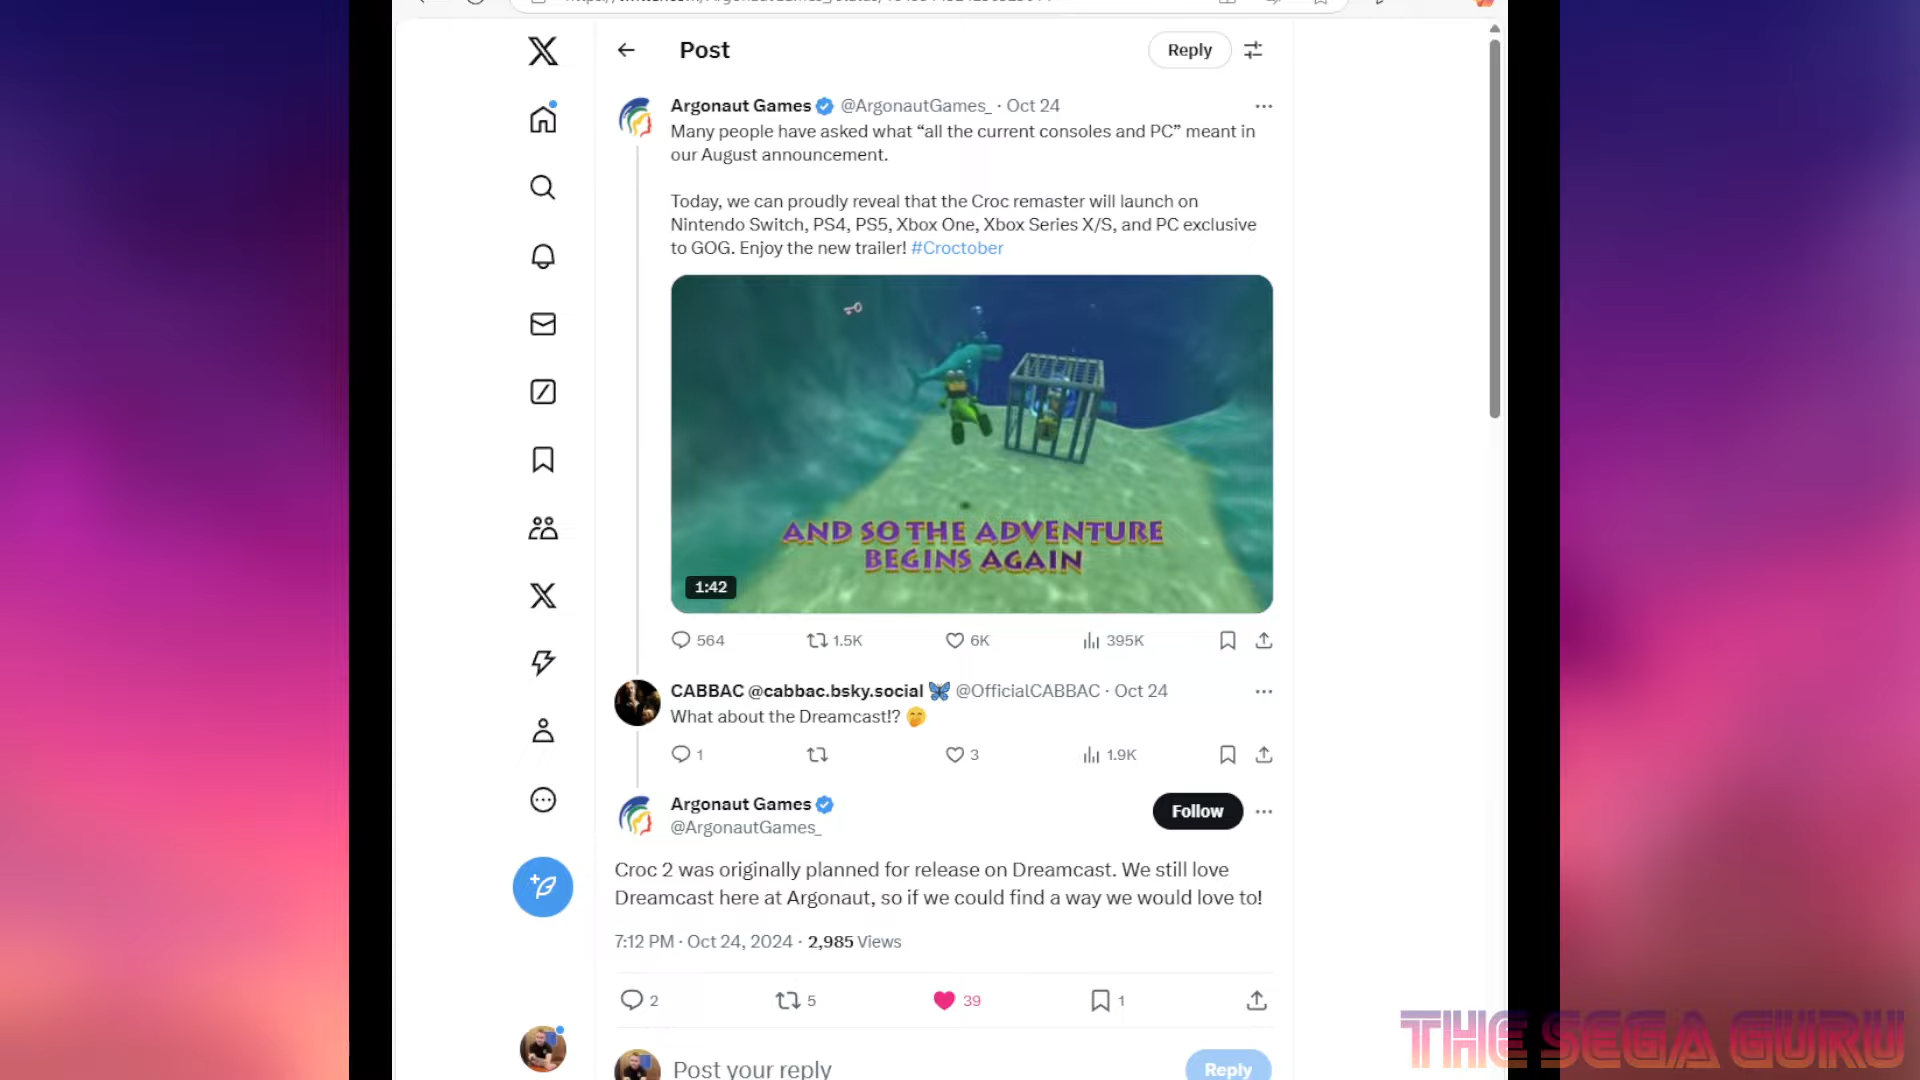 Post
Reply
Argonaut Games @ArgonautGames_ · Oct 24
Many people have asked what “all the current consoles and PC” meant in
our August announcement.
Today, we can proudly reveal that the Croc remaster will launch on
Nintendo Switch, PS4, PS5, Xbox One, Xbox Series X/S, and PC exclusive
to GOG. Enjoy the new trailer! #Croctober
AND SO THE ADVENTURE
BEGINS AGAIN
1:42
564 1.5K 6K 395K
CABBAC @cabbac.bsky.social 🦋 @OfficialCABBAC · Oct 24
What about the Dreamcast!? 🤭
1 3 1.9K
Argonaut Games
@ArgonautGames_
Follow
Croc 2 was originally planned for release on Dreamcast. We still love
Dreamcast here at Argonaut, so if we could find a way we would love to!
7:12 PM · Oct 24, 2024 · 2,985 Views
2 5 39 1
Post your reply
Reply
THE SEGA GURU